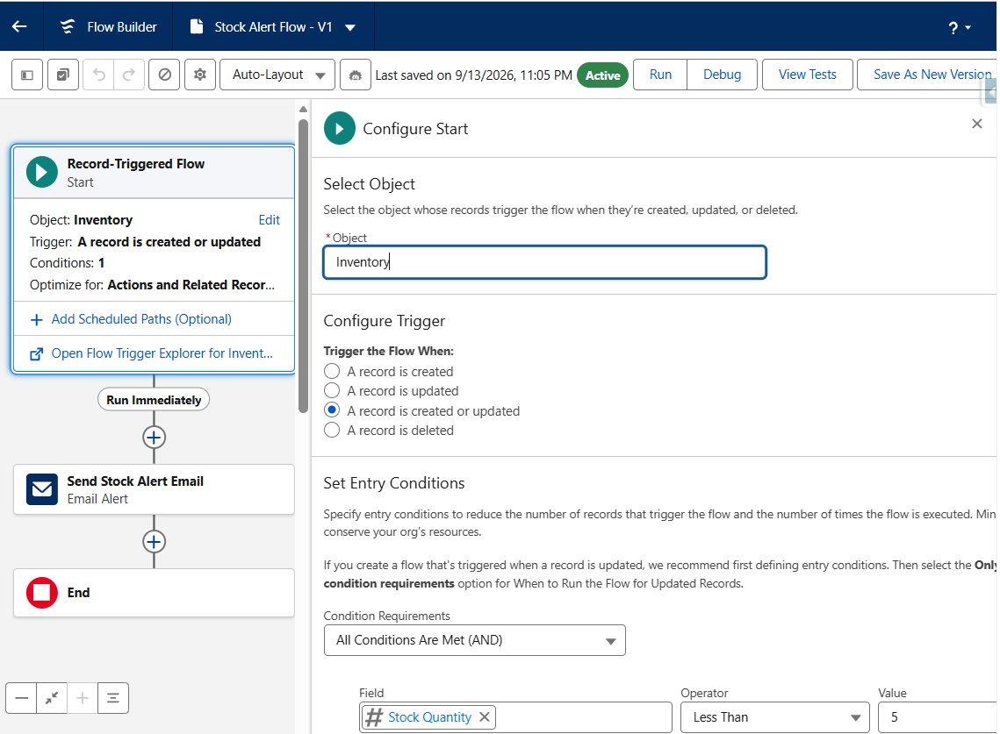 Flow Builder
Stock Alert Flow - V1
?
Auto-Layout
Last saved on 9/13/2026, 11:05 PM
Active
Run
Debug
View Tests
Save As New Version
Record-Triggered Flow
Start
Object: Inventory
Edit
Trigger: A record is created or updated
Conditions: 1
Optimize for: Actions and Related Recor...
Add Scheduled Paths (Optional)
Open Flow Trigger Explorer for Invent...
Run Immediately
Send Stock Alert Email
Email Alert
End
Configure Start
Select Object
Select the object whose records trigger the flow when they’re created, updated, or deleted.
* Object
Inventory
Configure Trigger
Trigger the Flow When:
A record is created
A record is updated
A record is created or updated
A record is deleted
Set Entry Conditions
Specify entry conditions to reduce the number of records that trigger the flow and the number of times the flow is executed. Min
conserve your org’s resources.
If you create a flow that's triggered when a record is updated, we recommend first defining entry conditions. Then select the Only
condition requirements option for When to Run the Flow for Updated Records.
Condition Requirements
All Conditions Are Met (AND)
Field
Operator
Value
Stock Quantity
Less Than
5